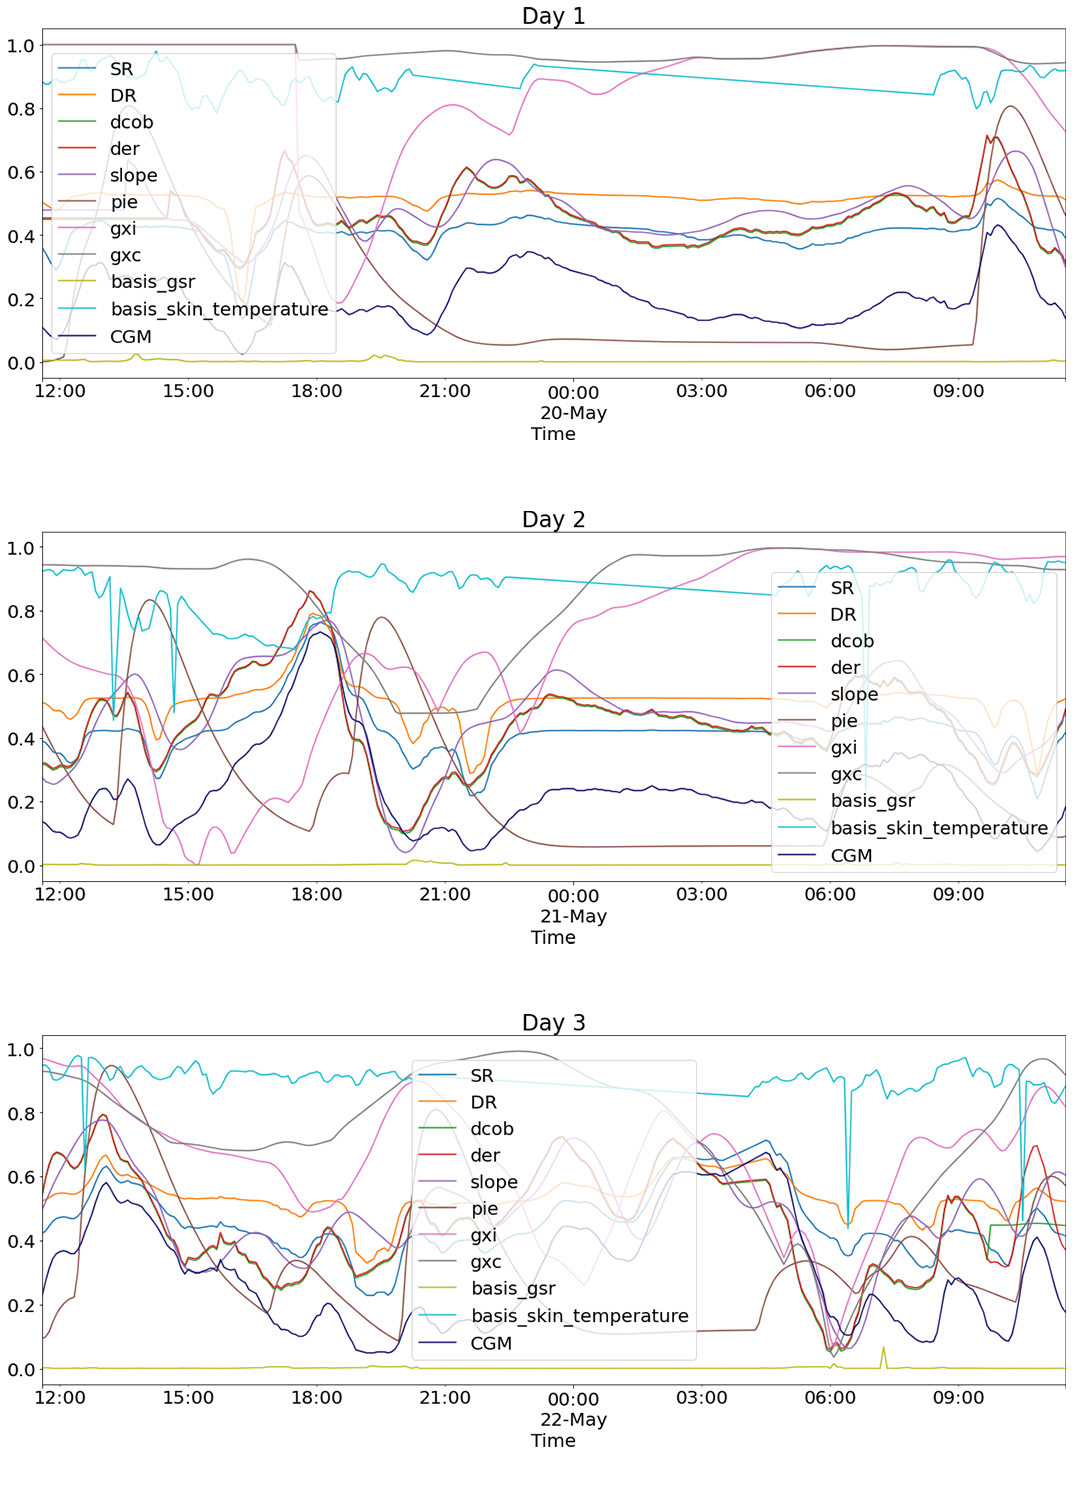 Day 1
1.0
0.8
0.6
0.4
0.2
0.0
SR
DR
dcob
der
slope
pie
gxi
gxc
basis_gsr
basis_skin_temperature
CGM
12:00 15:00 18:00 21:00 00:00 03:00 06:00 09:00
20-May
Time
Day 2
1.0
0.8
0.6
0.4
0.2
0.0
SR
DR
dcob
der
slope
pie
gxi
gxc
basis_gsr
basis_skin_temperature
CGM
12:00 15:00 18:00 21:00 00:00 03:00 06:00 09:00
21-May
Time
Day 3
1.0
0.8
0.6
0.4
0.2
0.0
SR
DR
dcob
der
slope
pie
gxi
gxc
basis_gsr
basis_skin_temperature
CGM
12:00 15:00 18:00 21:00 00:00 03:00 06:00 09:00
22-May
Time